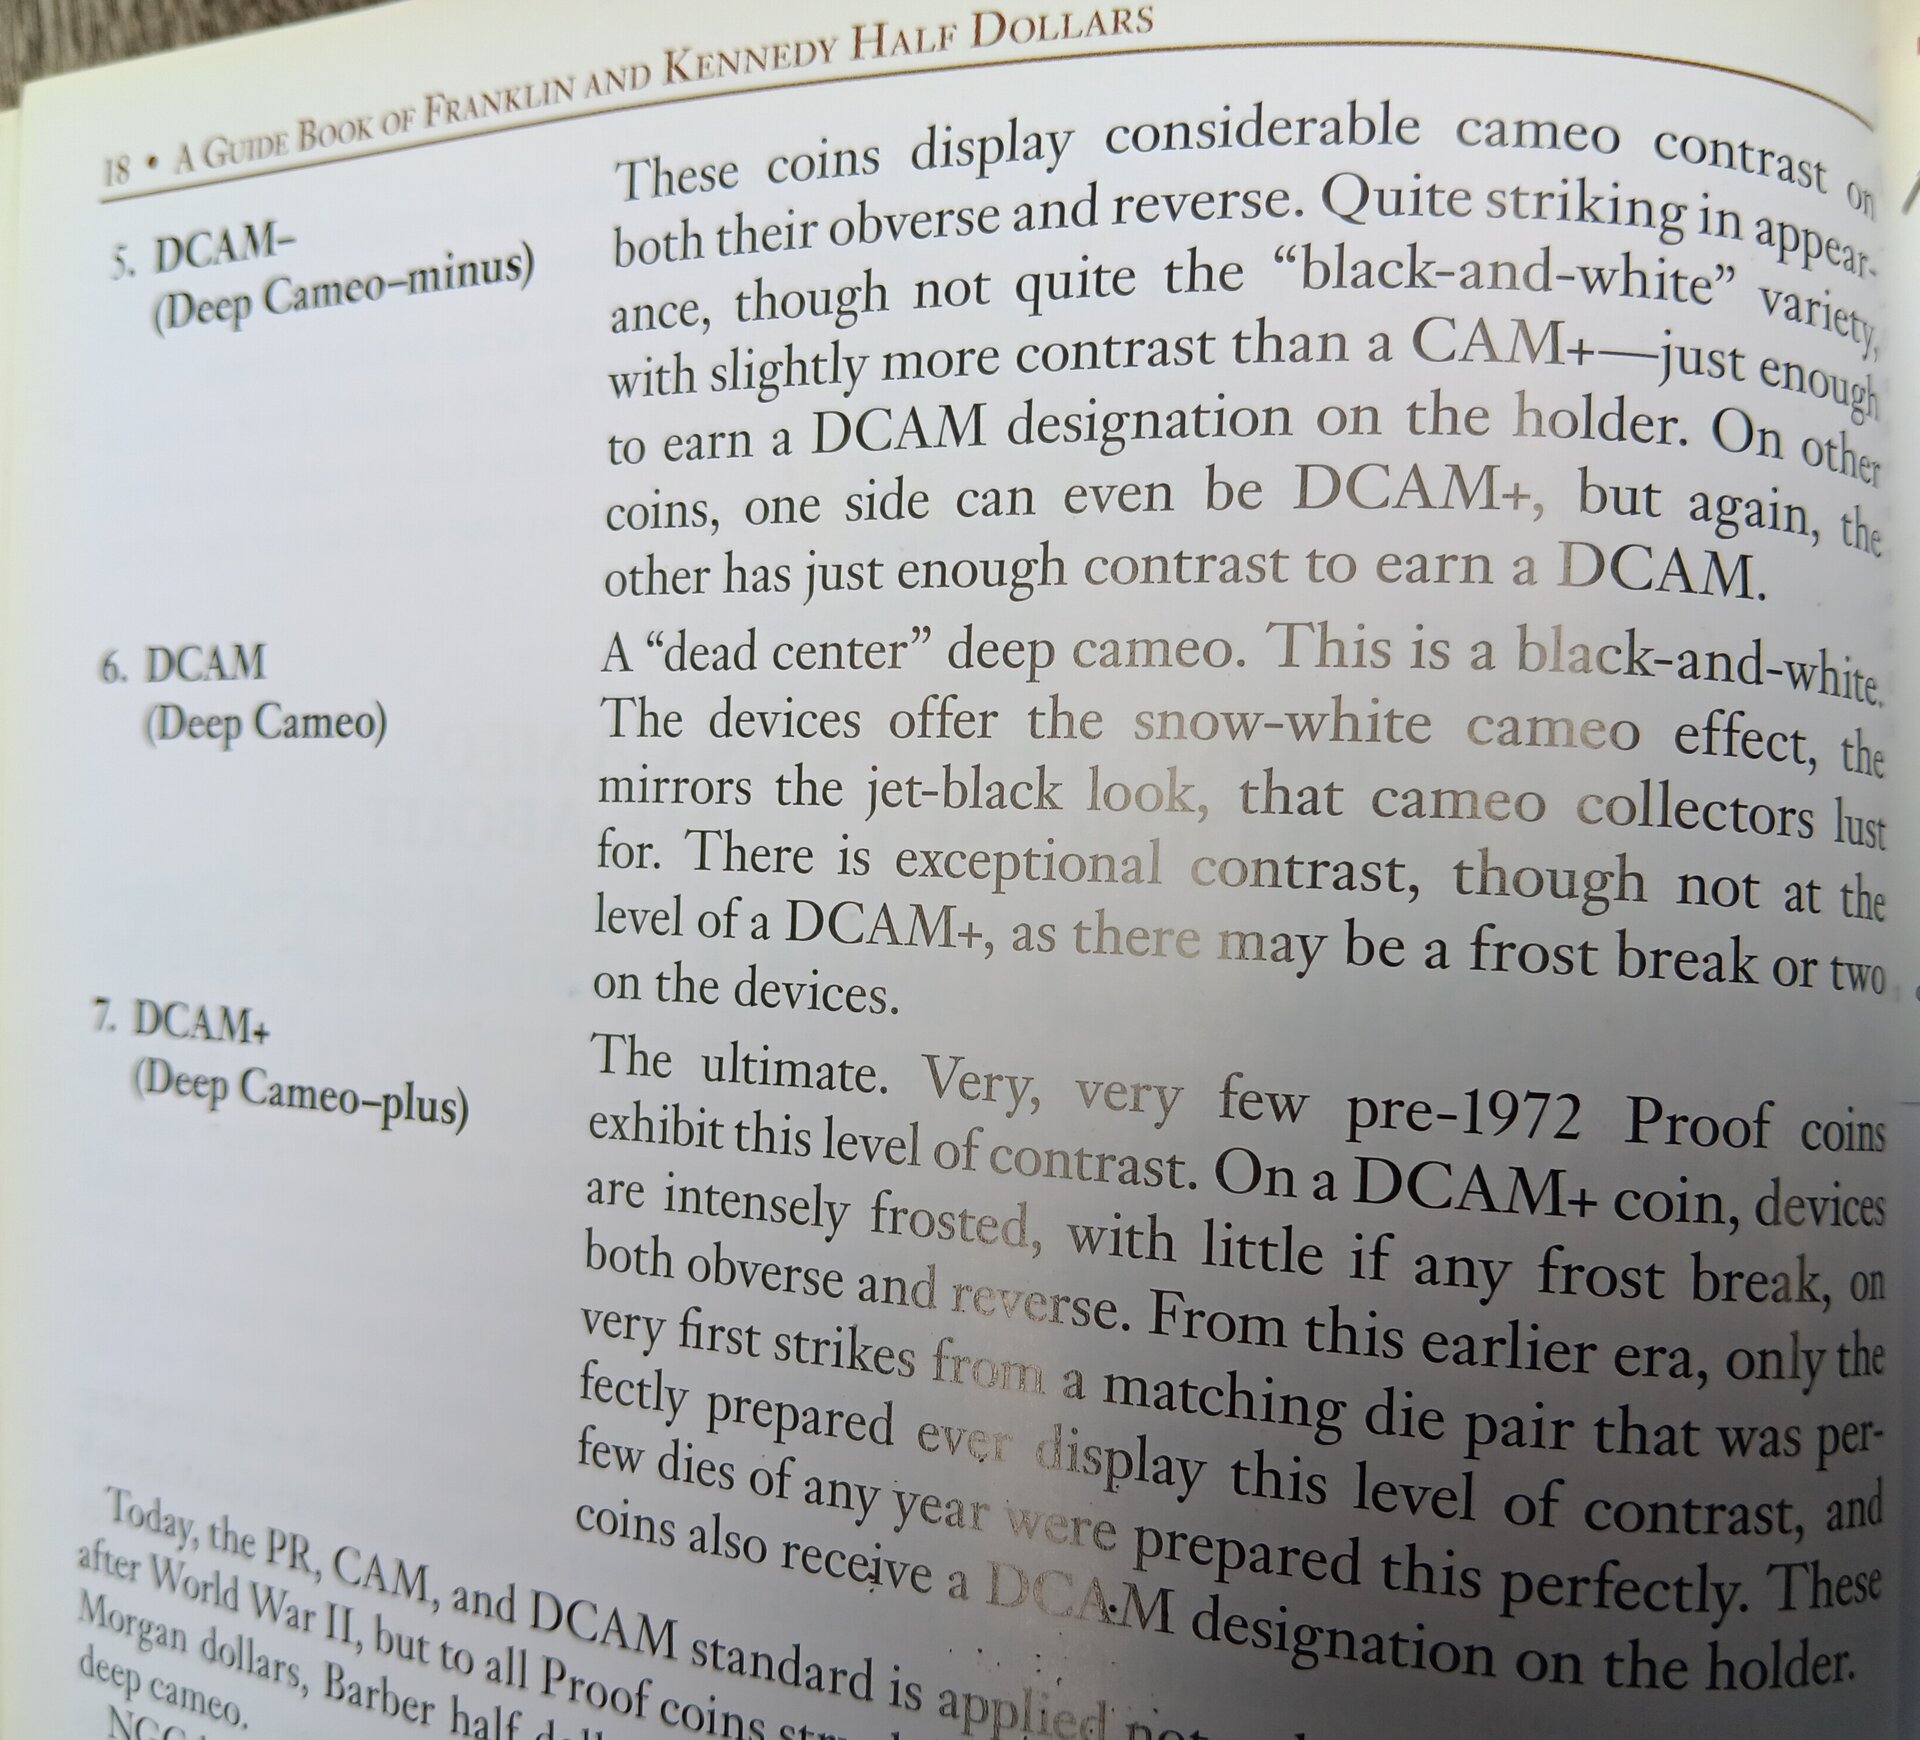 18 • A GUIDE BOOK OF FRANKLIN AND KENNEDY HALF DOLLARS
5. DCAM–
(Deep Cameo–minus)
These coins display considerable cameo contrast on
both their obverse and reverse. Quite striking in appear-
ance, though not quite the “black-and-white” variety,
with slightly more contrast than a CAM+—just enough
to earn a DCAM designation on the holder. On other
coins, one side can even be DCAM+, but again, the
other has just enough contrast to earn a DCAM.
6. DCAM
(Deep Cameo)
A “dead center” deep cameo. This is a black-and-white.
The devices offer the snow-white cameo effect, the
mirrors the jet-black look, that cameo collectors lust
for. There is exceptional contrast, though not at the
level of a DCAM+, as there may be a frost break or two
on the devices.
7. DCAM+
(Deep Cameo–plus)
The ultimate. Very, very few pre-1972 Proof coins
exhibit this level of contrast. On a DCAM+ coin, devices
are intensely frosted, with little if any frost break, on
both obverse and reverse. From this earlier era, only the
very first strikes from a matching die pair that was per-
fectly prepared ever display this level of contrast, and
few dies of any year were prepared this perfectly. These
coins also receive a DCAM designation on the holder.
Today, the PR, CAM, and DCAM standard is applied not
after World War II, but to all Proof coins
Morgan dollars, Barber half
deep cameo.
NGC